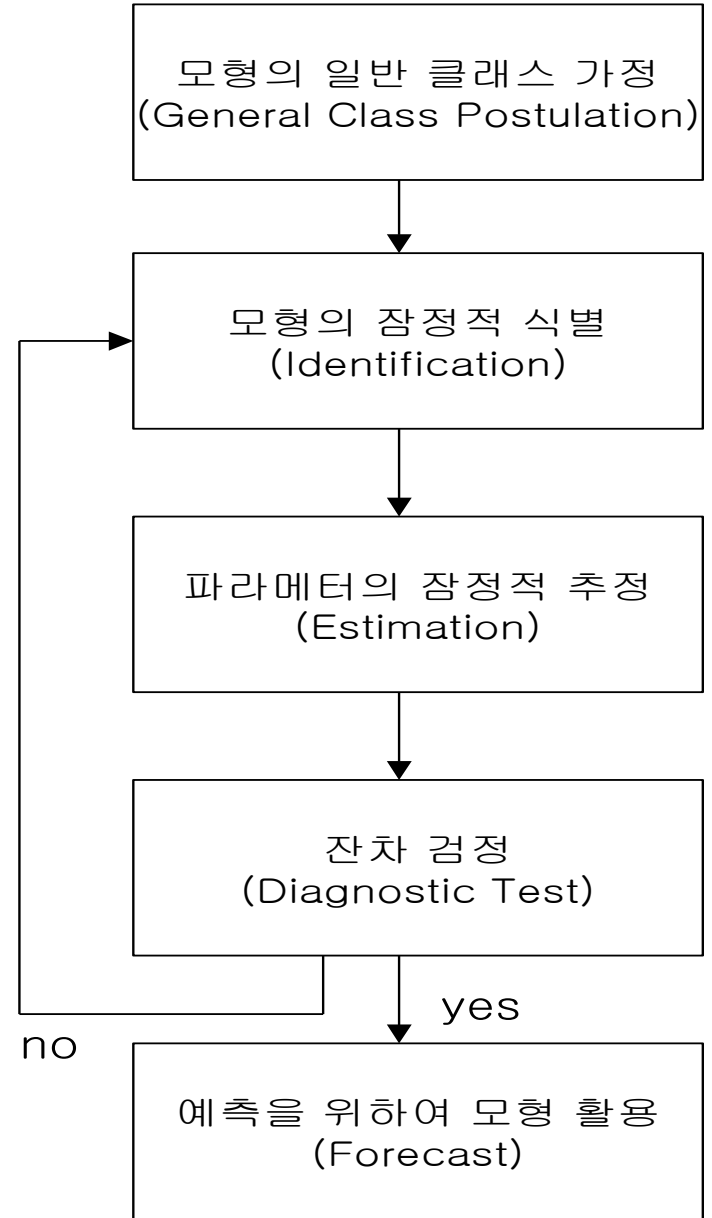 모형의 일반 클래스 가정
(General Class Postulation)
모형의 잠정적 식별
(Identification)
파라메터의 잠정적 추정
(Estimation)
잔차 검정
(Diagnostic Test)
yes
no
예측을 위하여 모형 활용
(Forecast)